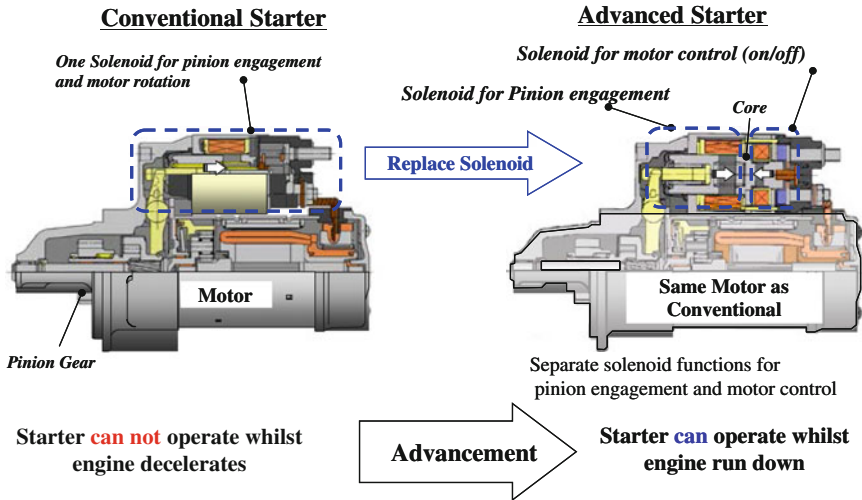 Conventional Starter
Advanced Starter
One Solenoid for pinion engagement
and motor rotation
Solenoid for motor control (on/off)
Solenoid for Pinion engagement
Core
Replace Solenoid
Motor
Same Motor as
Conventional
Pinion Gear
Separate solenoid functions for
pinion engagement and motor control
Starter can not operate whilst
engine decelerates
Advancement
Starter can operate whilst
engine run down